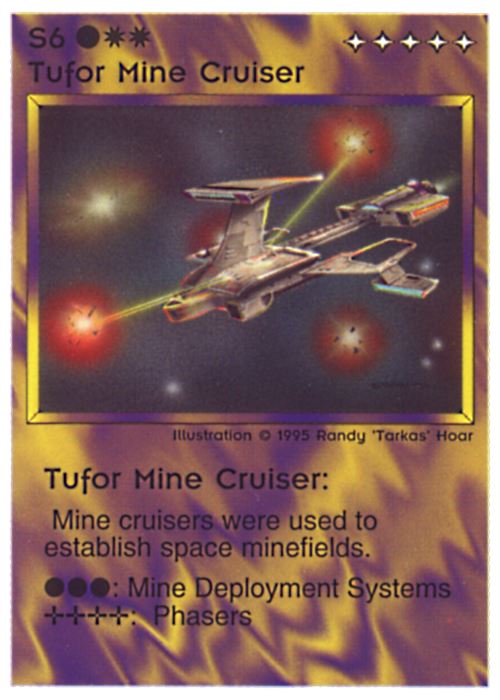 S6 ●✷✷ ✧✧✧✧✧
Tufor Mine Cruiser
Illustration © 1995 Randy 'Tarkas' Hoar
Tufor Mine Cruiser:
Mine cruisers were used to
establish space minefields.
●●●: Mine Deployment Systems
✢✢✢✢: Phasers